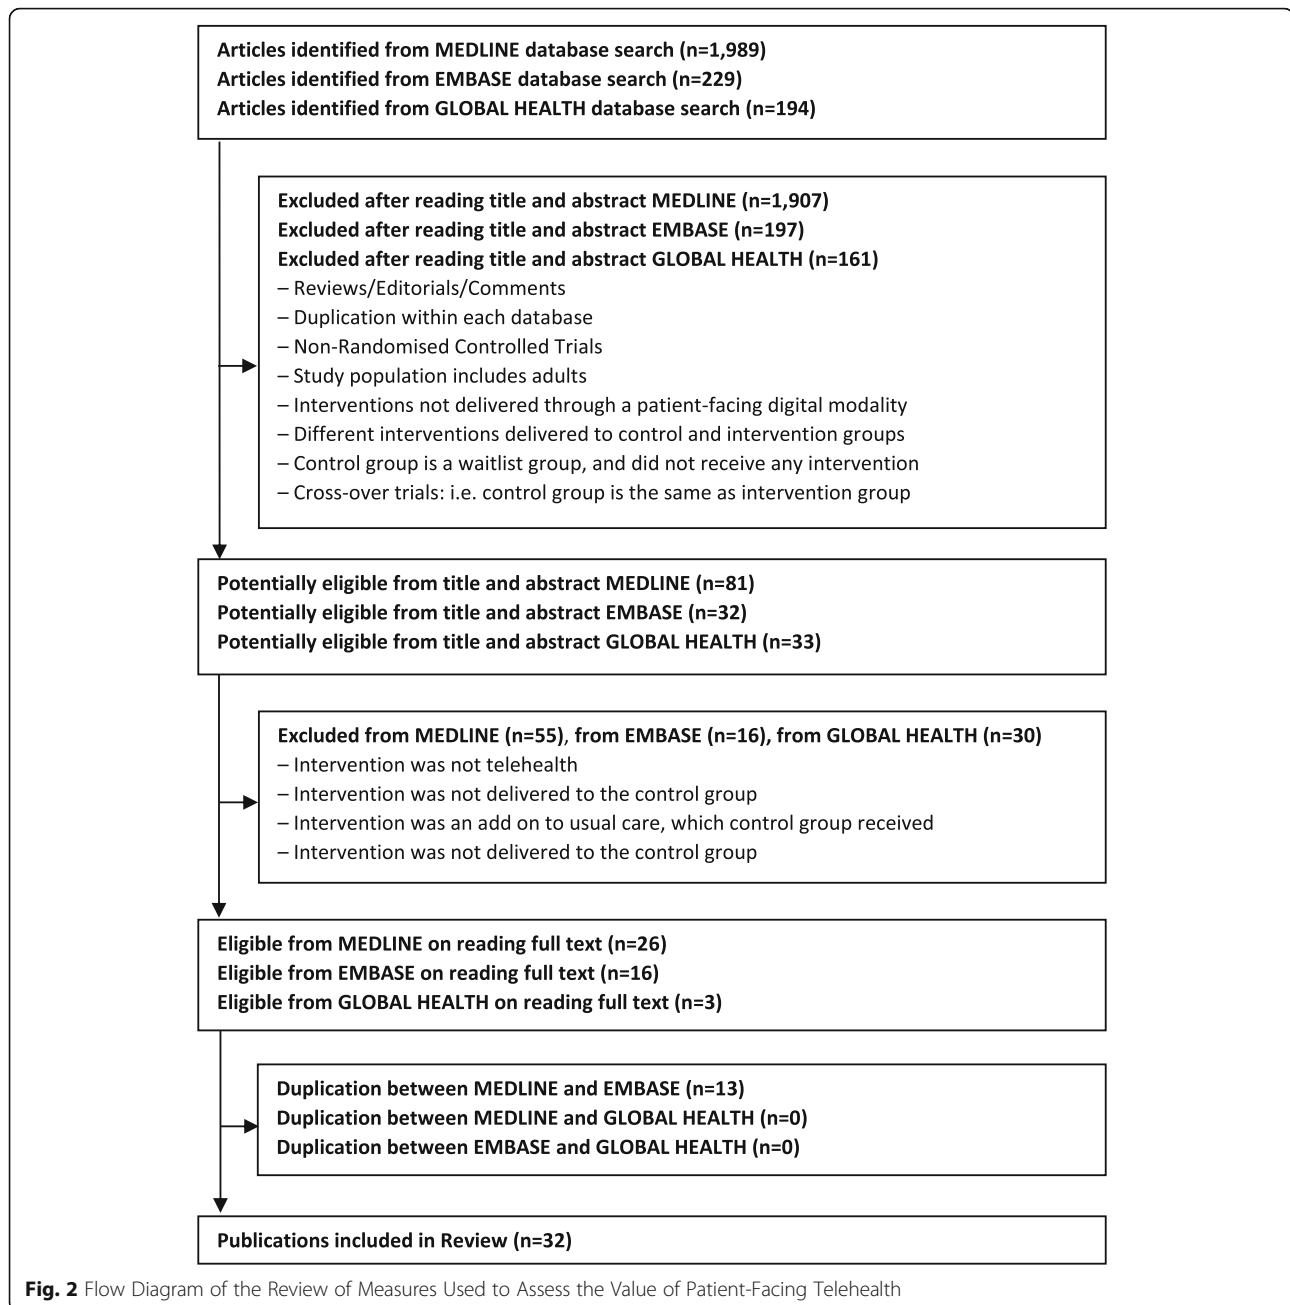 Articles identified from MEDLINE database search (n=1,989)
Articles identified from EMBASE database search (n=229)
Articles identified from GLOBAL HEALTH database search (n=194)
Excluded after reading title and abstract MEDLINE (n=1,907)
Excluded after reading title and abstract EMBASE (n=197)
Excluded after reading title and abstract GLOBAL HEALTH (n=161)
– Reviews/Editorials/Comments
– Duplication within each database
– Non-Randomised Controlled Trials
– Study population includes adults
– Interventions not delivered through a patient-facing digital modality
– Different interventions delivered to control and intervention groups
– Control group is a waitlist group, and did not receive any intervention
– Cross-over trials: i.e. control group is the same as intervention group
Potentially eligible from title and abstract MEDLINE (n=81)
Potentially eligible from title and abstract EMBASE (n=32)
Potentially eligible from title and abstract GLOBAL HEALTH (n=33)
Excluded from MEDLINE (n=55), from EMBASE (n=16), from GLOBAL HEALTH (n=30)
– Intervention was not telehealth
– Intervention was not delivered to the control group
– Intervention was an add on to usual care, which control group received
– Intervention was not delivered to the control group
Eligible from MEDLINE on reading full text (n=26)
Eligible from EMBASE on reading full text (n=16)
Eligible from GLOBAL HEALTH on reading full text (n=3)
Duplication between MEDLINE and EMBASE (n=13)
Duplication between MEDLINE and GLOBAL HEALTH (n=0)
Duplication between EMBASE and GLOBAL HEALTH (n=0)
Publications included in Review (n=32)
Fig. 2 Flow Diagram of the Review of Measures Used to Assess the Value of Patient-Facing Telehealth